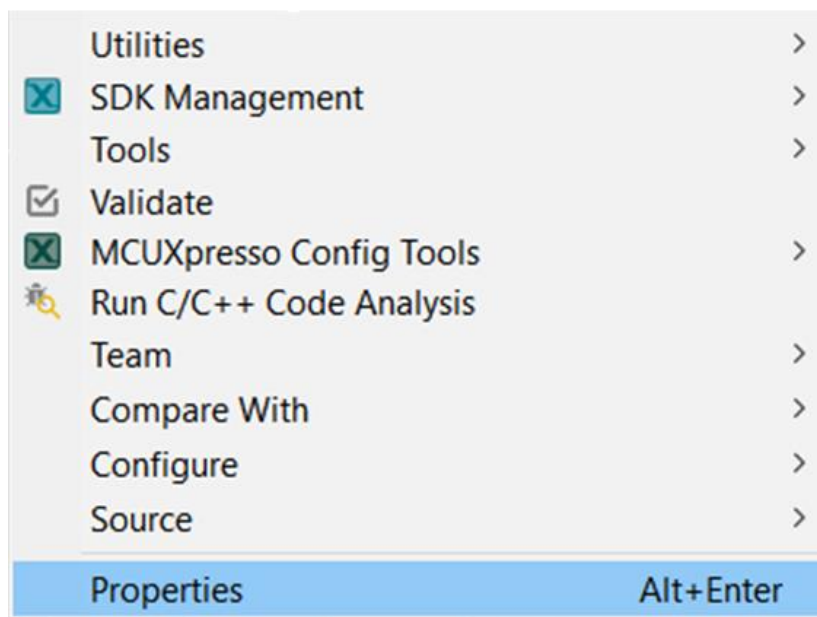 Utilities
SDK Management
Tools
Validate
MCUXpresso Config Tools
Run C/C++ Code Analysis
Team
Compare With
Configure
Source
Properties Alt+Enter